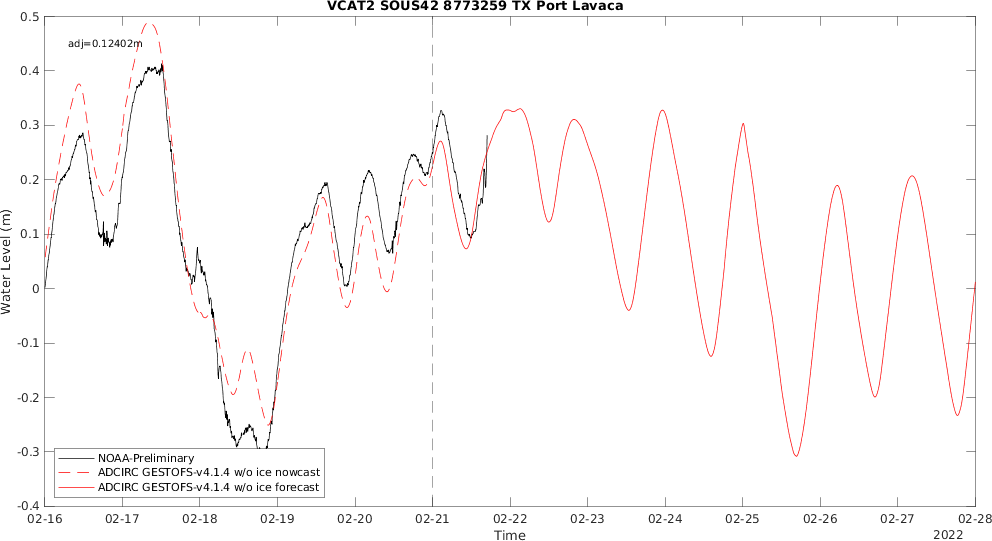 VCAT2 SOUS42 8773259 TX Port Lavaca
adj=0.12402m
0.5
0.4
0.3
0.2
0.1
0
-0.1
-0.2
-0.3
-0.4
Water Level (m)
NOAA-Preliminary
ADCIRC GESTOFS-v4.1.4 w/o ice nowcast
ADCIRC GESTOFS-v4.1.4 w/o ice forecast
02-16 02-17 02-18 02-19 02-20 02-21 02-22 02-23 02-24 02-25 02-26 02-27 02-28
Time
2022